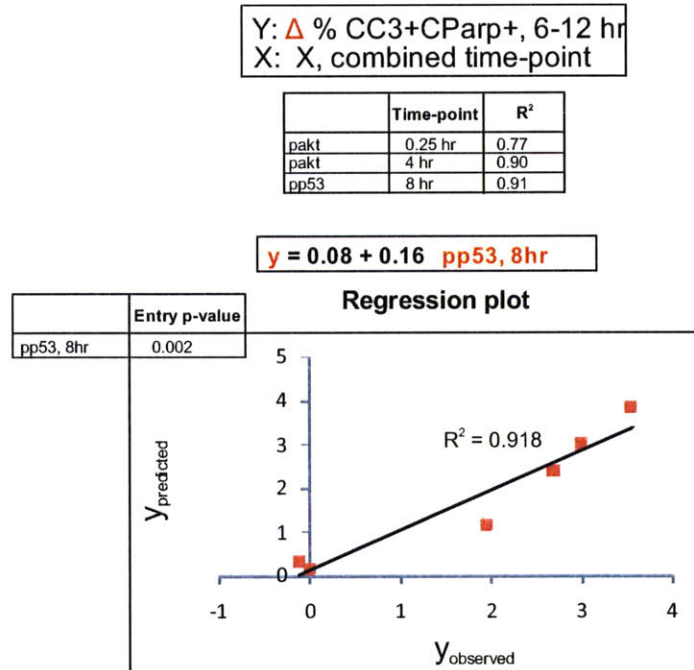 Y: Δ % CC3+CParp+, 6-12 hr
X: X, combined time-point
Time-point R²
pakt 0.25 hr 0.77
pakt 4 hr 0.90
pp53 8 hr 0.91
y = 0.08 + 0.16 pp53, 8hr
Regression plot
Entry p-value
pp53, 8hr 0.002
5
4
3
2
1
0
R² = 0.918
y predicted
-1 0 1 2 3 4
y observed